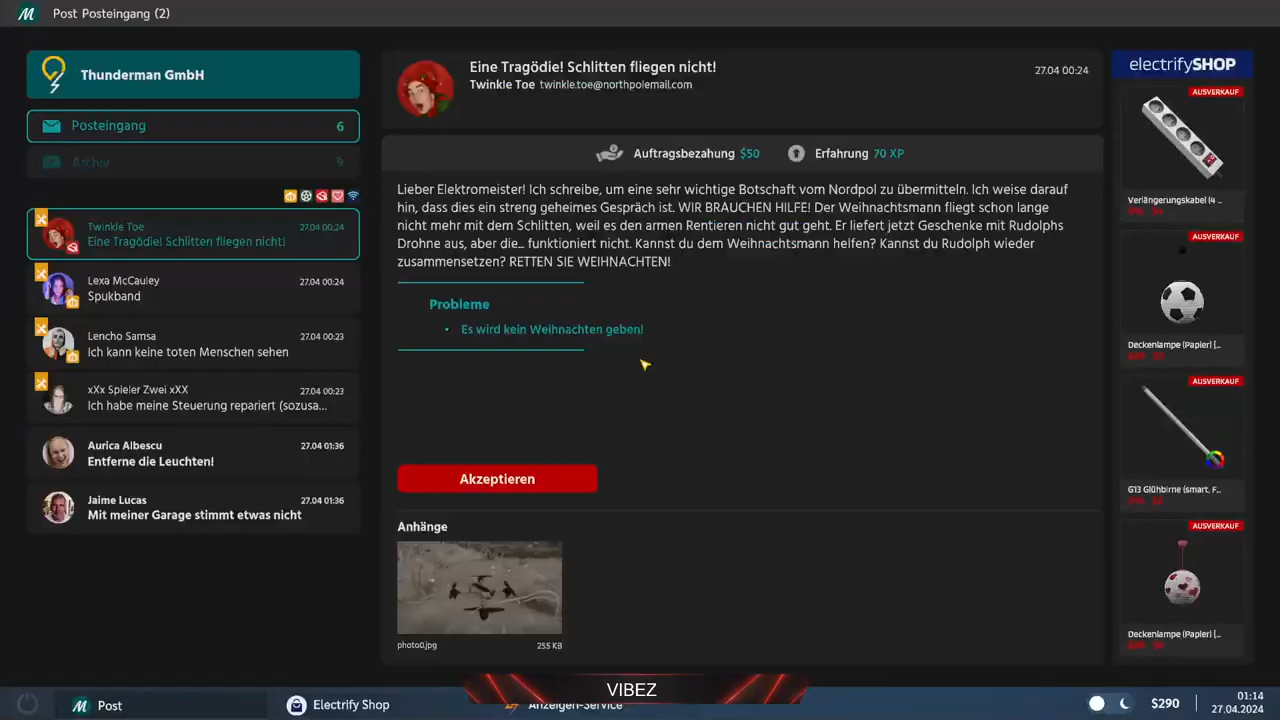 Post Posteingang (2)
Thunderman GmbH
Posteingang 6
Archiv 9
Twinkle Toe 27.04 00:24
Eine Tragödie! Schlitten fliegen nicht!
Lexa McCauley 27.04 00:24
Spukband
Lencho Samsa 27.04 00:23
Ich kann keine toten Menschen sehen
xXx Spieler Zwei xXX 27.04 00:23
Ich habe meine Steuerung repariert (sozusa...
Aurica Albescu 27.04 01:36
Entferne die Leuchten!
Jaime Lucas 27.04 01:36
Mit meiner Garage stimmt etwas nicht
Eine Tragödie! Schlitten fliegen nicht!
Twinkle Toe twinkle.toe@northpolemail.com
27.04 00:24
Auftragsbezahlung $50 Erfahrung 70 XP
Lieber Elektromeister! Ich schreibe, um eine sehr wichtige Botschaft vom Nordpol zu übermitteln. Ich weise darauf
hin, dass dies ein streng geheimes Gespräch ist. WIR BRAUCHEN HILFE! Der Weihnachtsmann fliegt schon lange
nicht mehr mit dem Schlitten, weil es den armen Rentieren nicht gut geht. Er liefert jetzt Geschenke mit Rudolphs
Drohne aus, aber die... funktioniert nicht. Kannst du dem Weihnachtsmann helfen? Kannst du Rudolph wieder
zusammensetzen? RETTEN SIE WEIHNACHTEN!
Probleme
• Es wird kein Weihnachten geben!
Akzeptieren
Anhänge
photo0.jpg 255 KB
electrifySHOP
AUSVERKAUF
Verlängerungskabel (4 ...
AUSVERKAUF
Deckenlampe (Papier) [...
AUSVERKAUF
G13 Glühbirne (smart, F...
AUSVERKAUF
Deckenlampe (Papier) [...
VIBEZ
Post
Electrify Shop
Anzeigen-Service
$290
01:14
27.04.2024